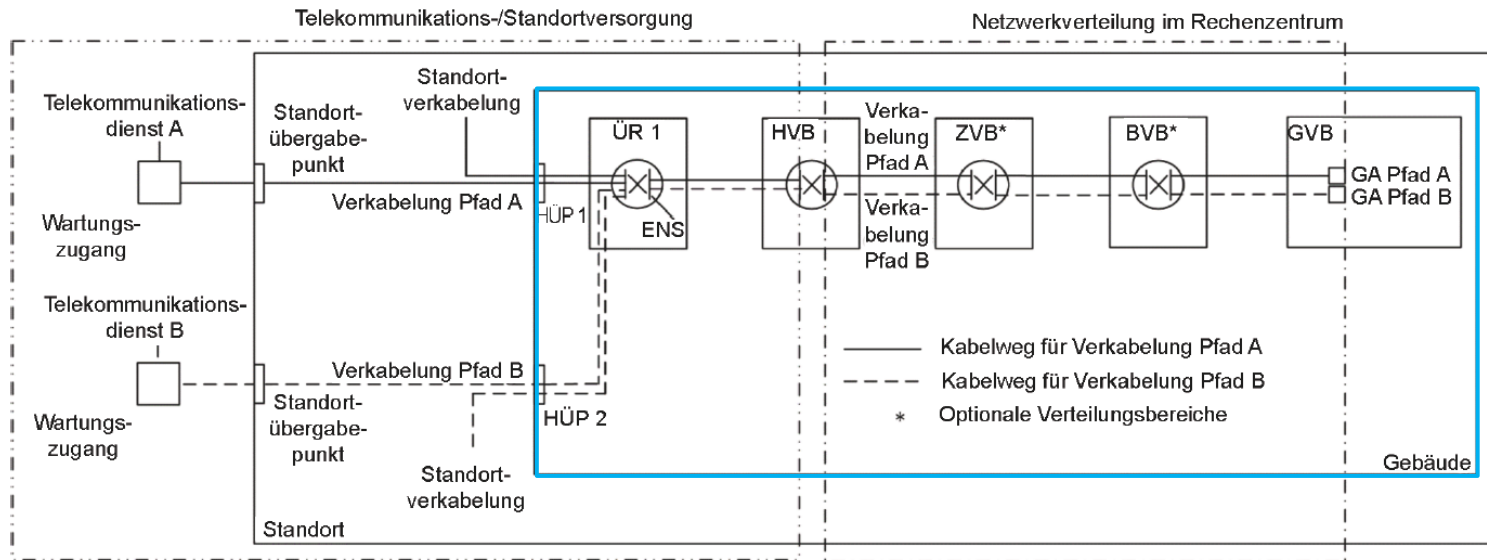 Telekommunikations-/Standortversorgung
Netzwerkverteilung im Rechenzentrum
Telekommunikations-
dienst A
Standort-
übergabe-
punkt
Standort-
verkabelung
Wartungs-
zugang
Verkabelung Pfad A
HÜP 1
ÜR 1
ENS
HVB
Verka-
belung
Pfad A
Verka-
belung
Pfad B
ZVB*
BVB*
GVB
GA Pfad A
GA Pfad B
Telekommunikations-
dienst B
Wartungs-
zugang
Verkabelung Pfad B
Standort-
übergabe-
punkt
HÜP 2
Standort-
verkabelung
Kabelweg für Verkabelung Pfad A
Kabelweg für Verkabelung Pfad B
* Optionale Verteilungsbereiche
Gebäude
Standort